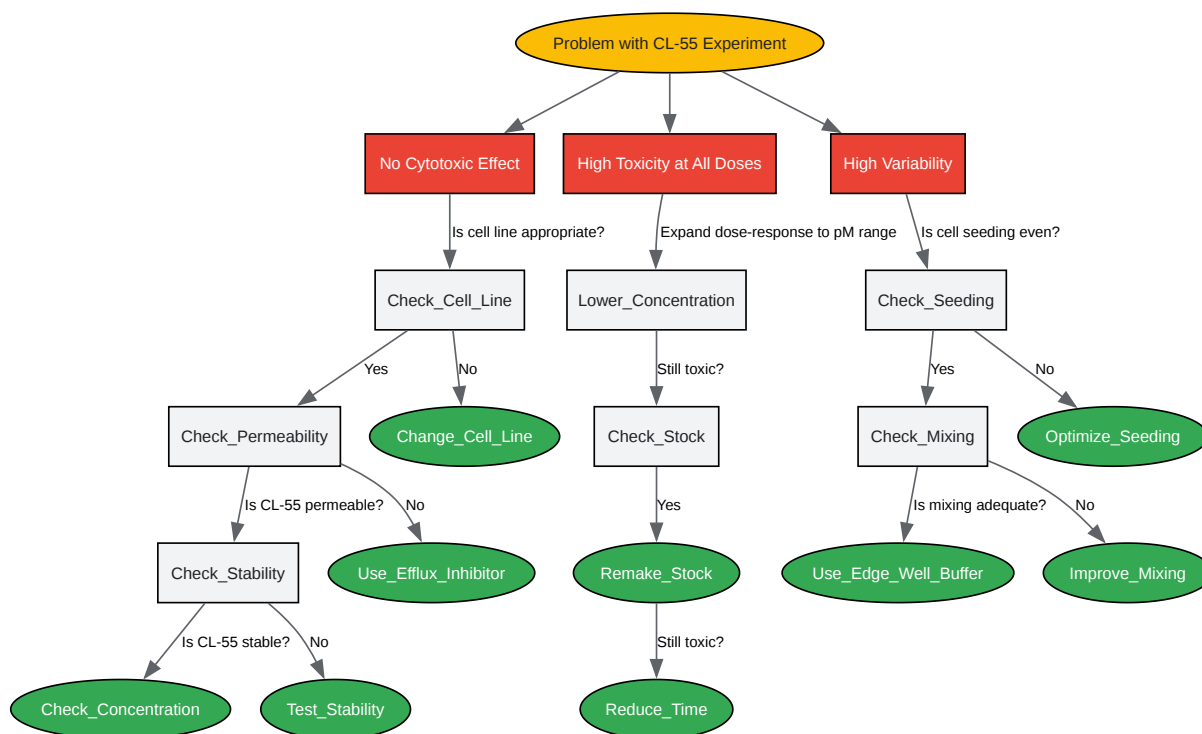 Problem with CL-55 Experiment
No Cytotoxic Effect
High Toxicity at All Doses
High Variability
Is cell line appropriate?
Expand dose-response to pM range
Is cell seeding even?
Check_Cell_Line
Lower_Concentration
Check_Seeding
Yes
No
Still toxic?
Yes
No
Check_Permeability
Change_Cell_Line
Check_Stock
Check_Mixing
Optimize_Seeding
Is CL-55 permeable?
No
Yes
Is mixing adequate?
No
Check_Stability
Use_Efflux_Inhibitor
Remake_Stock
Use_Edge_Well_Buffer
Improve_Mixing
Is CL-55 stable?
No
Still toxic?
Check_Concentration
Test_Stability
Reduce_Time